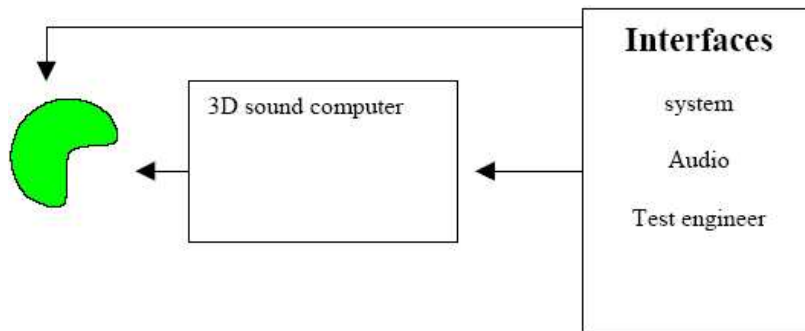 Interfaces
3D sound computer
system
Audio
Test engineer